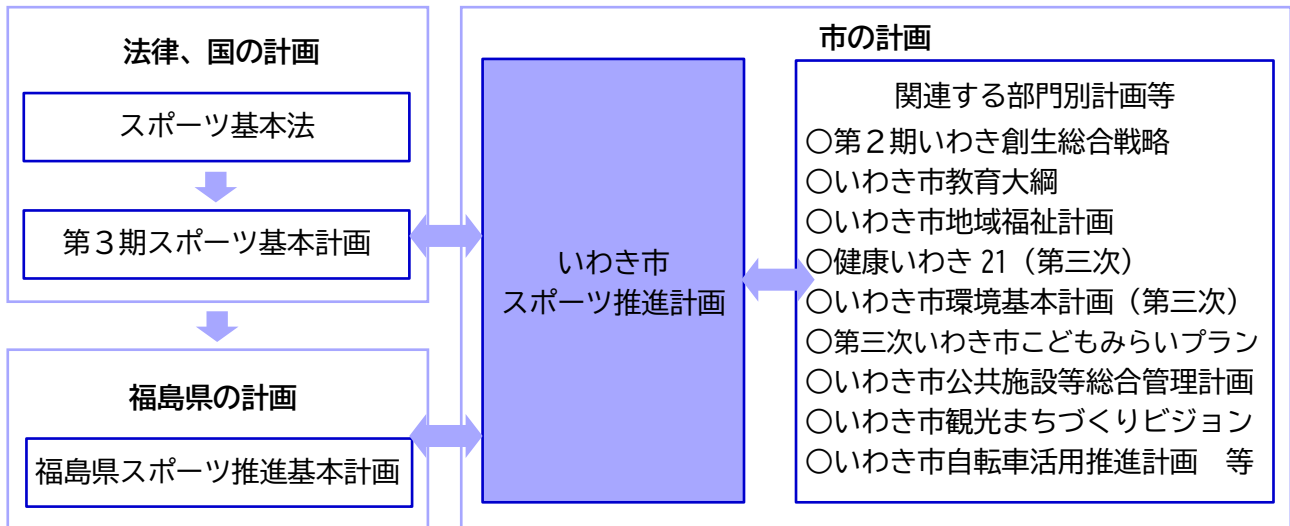 法律、国の計画
スポーツ基本法
第３期スポーツ基本計画
福島県の計画
福島県スポーツ推進基本計画
市の計画
いわき市
スポーツ推進計画
関連する部門別計画等
○第２期いわき創生総合戦略
○いわき市教育大綱
○いわき市地域福祉計画
○健康いわき 21（第三次）
○いわき市環境基本計画（第三次）
○第三次いわき市こどもみらいプラン
○いわき市公共施設等総合管理計画
○いわき市観光まちづくりビジョン
○いわき市自転車活用推進計画　等